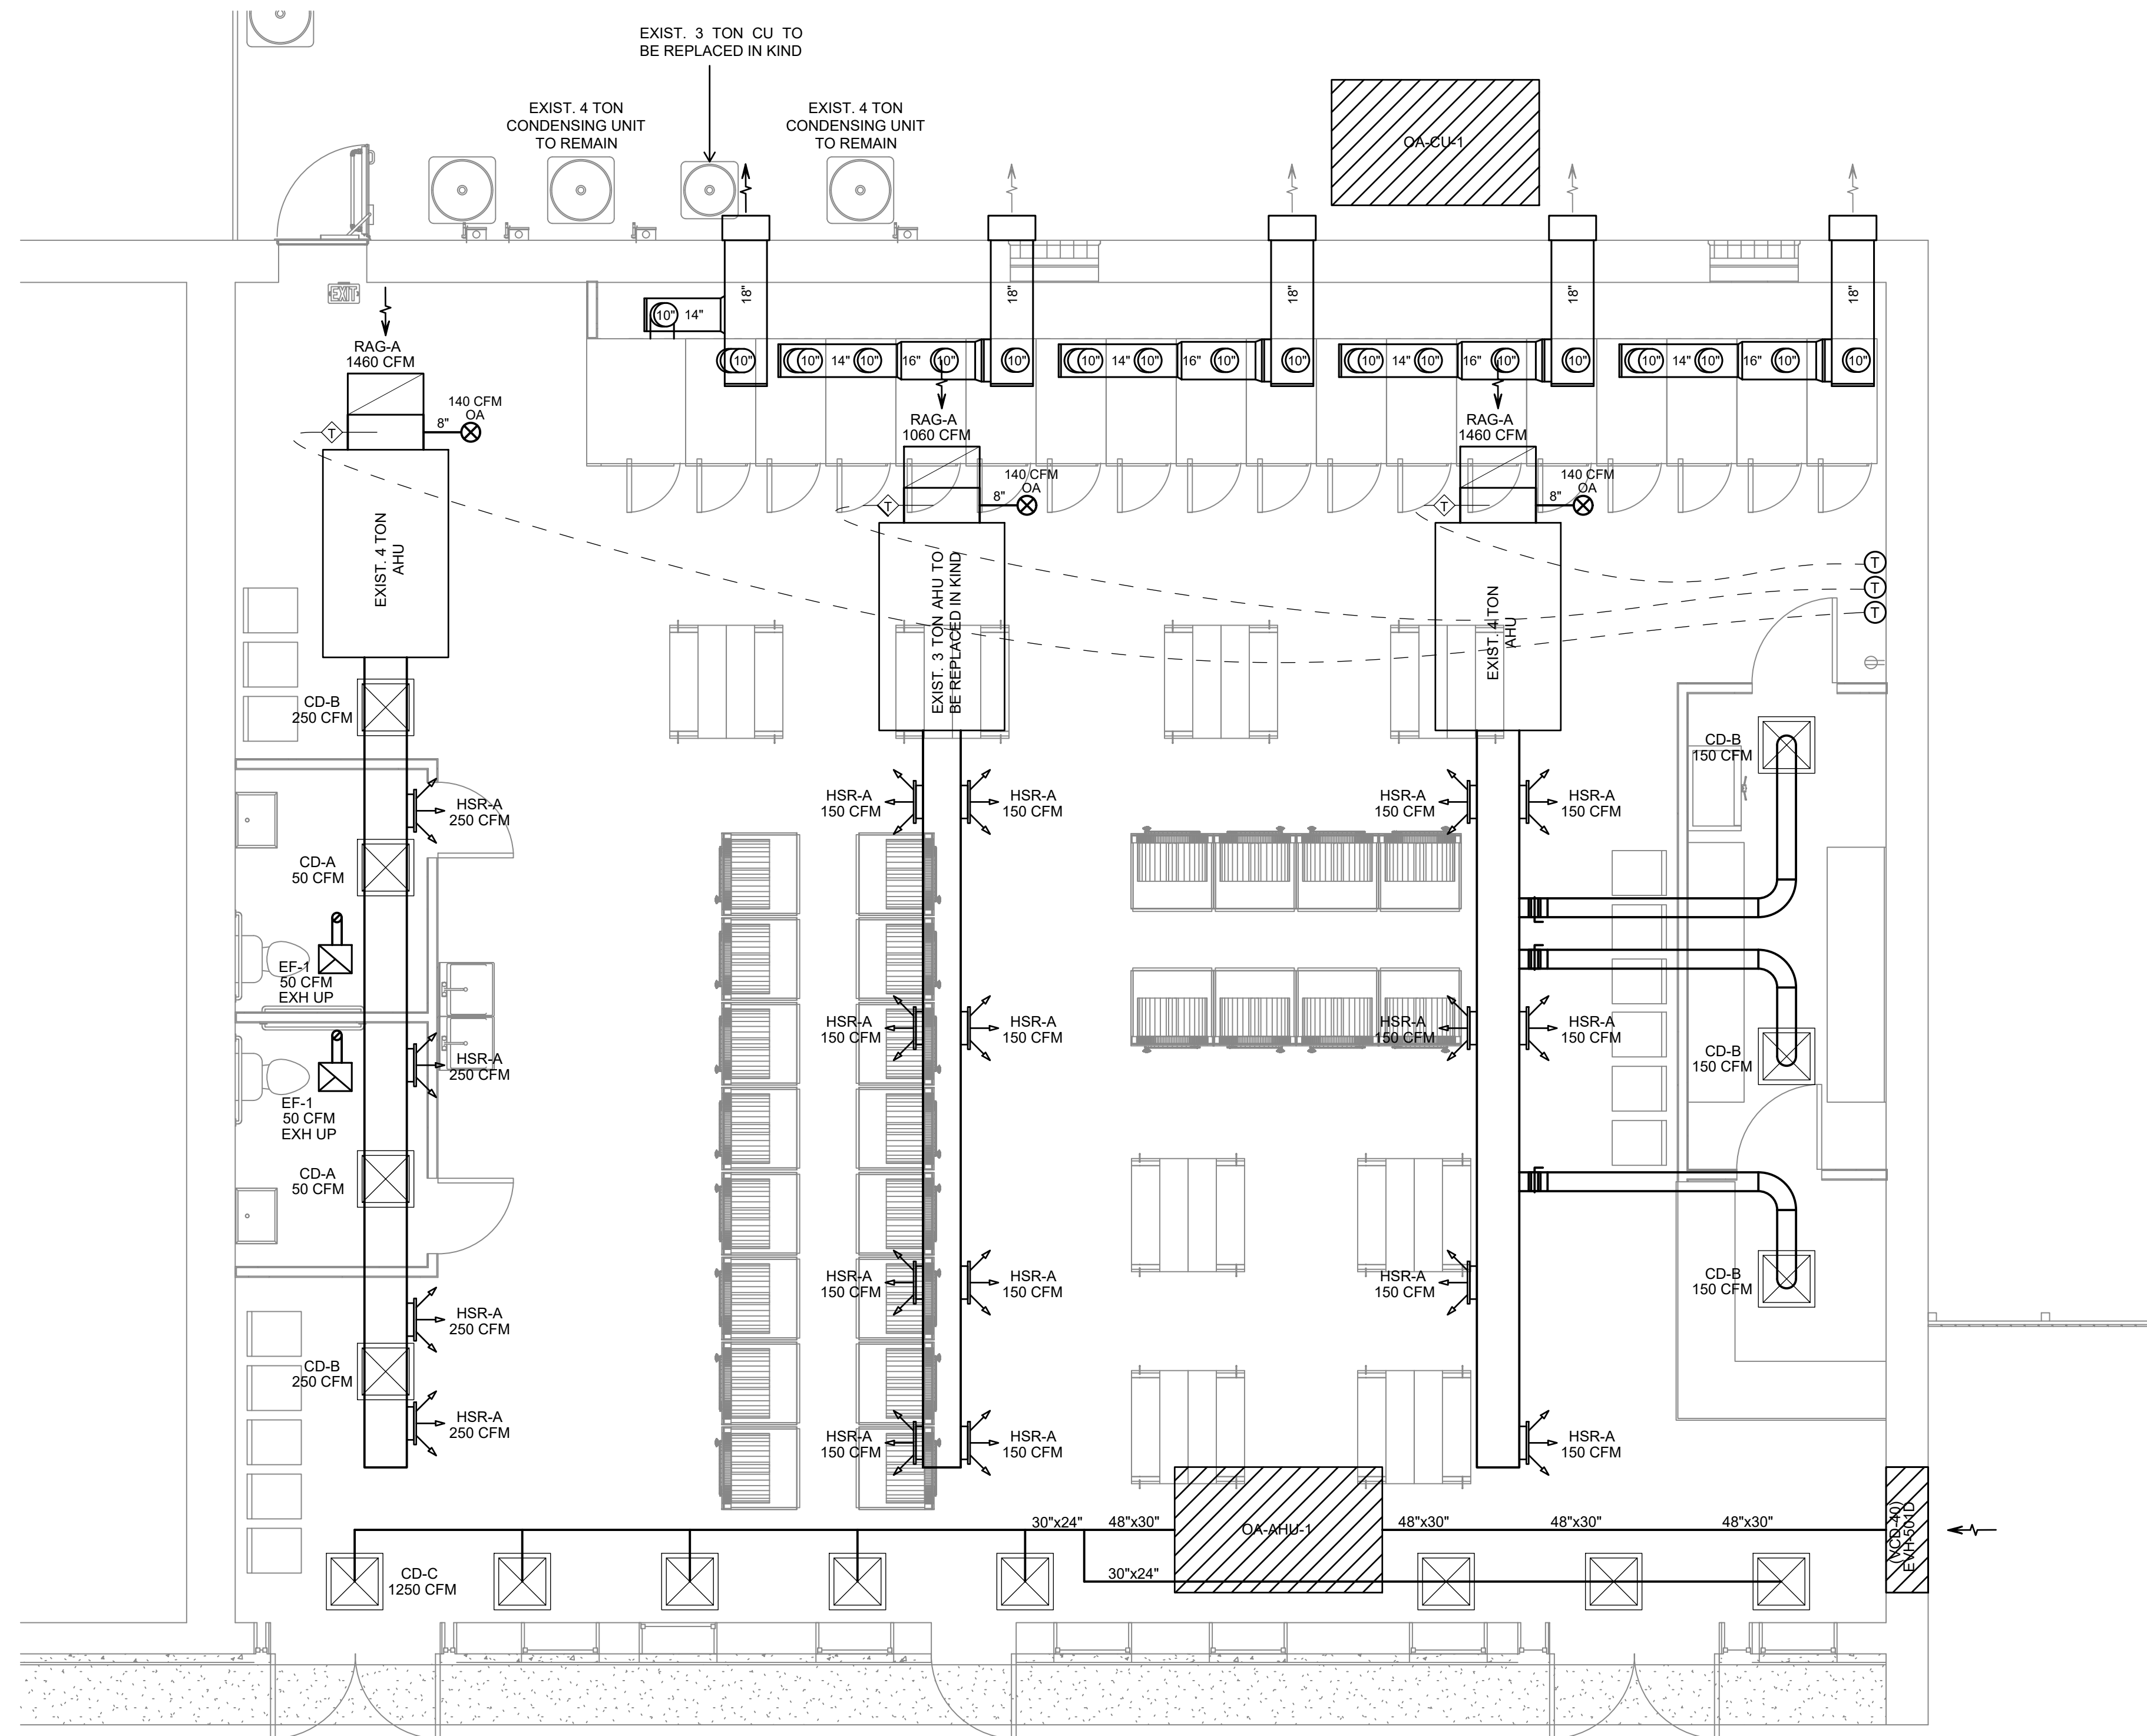 EXIST. 3 TON CU TO
BE REPLACED IN KIND
EXIST. 4 TON
CONDENSING UNIT
TO REMAIN
EXIST. 4 TON
CONDENSING UNIT
TO REMAIN
OA-CU-1
EXIT
18"
18"
18"
18"
18"
10" 14"
10"
10" 14" 10" 16" 10" 10"
10" 14" 10" 16" 10" 10"
10" 14" 10" 16" 10" 10"
10" 14" 10" 16" 10" 10"
RAG-A
1460 CFM
140 CFM
OA
8"
T
RAG-A
1060 CFM
140 CFM
OA
8"
T
RAG-A
1460 CFM
140 CFM
OA
8"
T
EXIST. 4 TON
AHU
EXIST. 3 TON AHU TO
BE REPLACED IN KIND
EXIST. 4 TON
AHU
T
T
T
CD-B
250 CFM
HSR-A
250 CFM
CD-A
50 CFM
EF-1
50 CFM
EXH UP
HSR-A
250 CFM
EF-1
50 CFM
EXH UP
CD-A
50 CFM
HSR-A
250 CFM
CD-B
250 CFM
HSR-A
250 CFM
HSR-A
150 CFM
HSR-A
150 CFM
HSR-A
150 CFM
HSR-A
150 CFM
HSR-A
150 CFM
HSR-A
150 CFM
HSR-A
150 CFM
HSR-A
150 CFM
HSR-A
150 CFM
HSR-A
150 CFM
HSR-A
150 CFM
HSR-A
150 CFM
HSR-A
150 CFM
HSR-A
150 CFM
CD-B
150 CFM
CD-B
150 CFM
CD-B
150 CFM
30"x24"
48"x30"
OA-AHU-1
48"x30"
48"x30"
48"x30"
30"x24"
CD-C
1250 CFM
(VCD-40)
EVH-501D